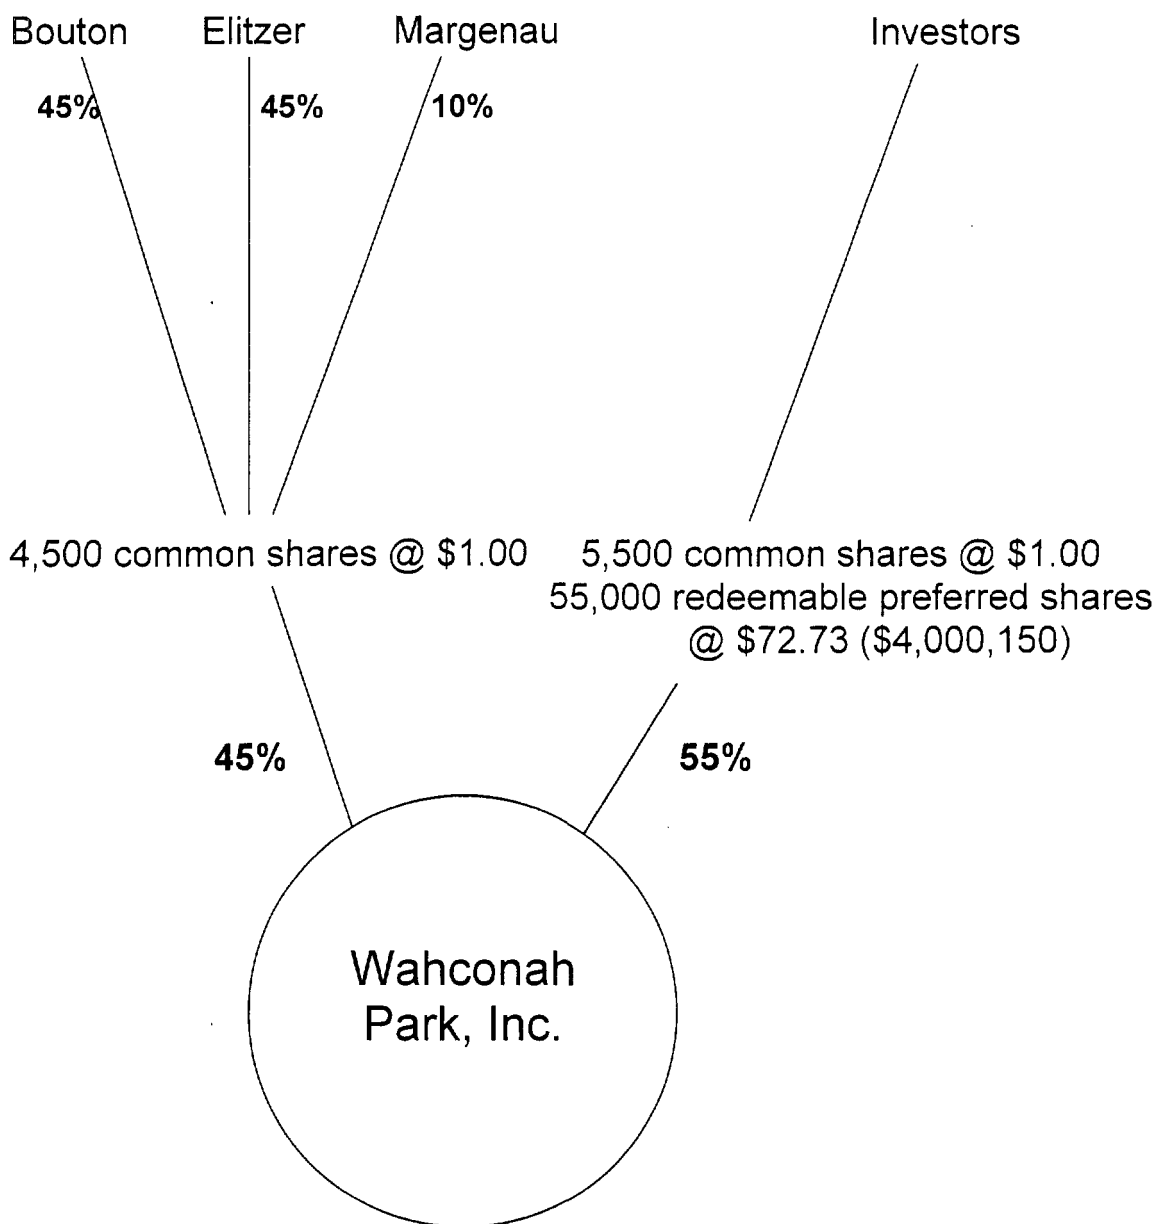 Bouton Elitzer Margenau Investors
45% 45% 10%
4,500 common shares @ $1.00
5,500 common shares @ $1.00
55,000 redeemable preferred shares
@ $72.73 ($4,000,150)
45% 55%
Wahconah
Park, Inc.